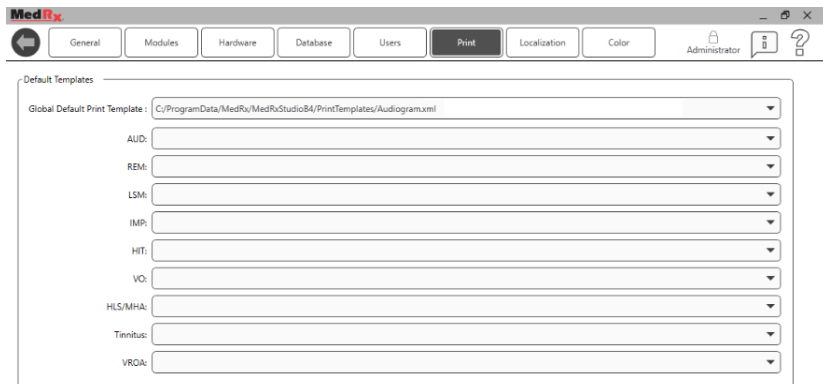 MedRx
General Modules Hardware Database Users Print Localization Color Administrator
Default Templates
Global Default Print Template : C:/ProgramData/MedRx/MedRxStudio84/PrintTemplates/Audiogram.xml
AUD:
REM:
LSM:
IMP:
HIT:
VO:
HLS/MHA:
Tinnitus:
VROA: